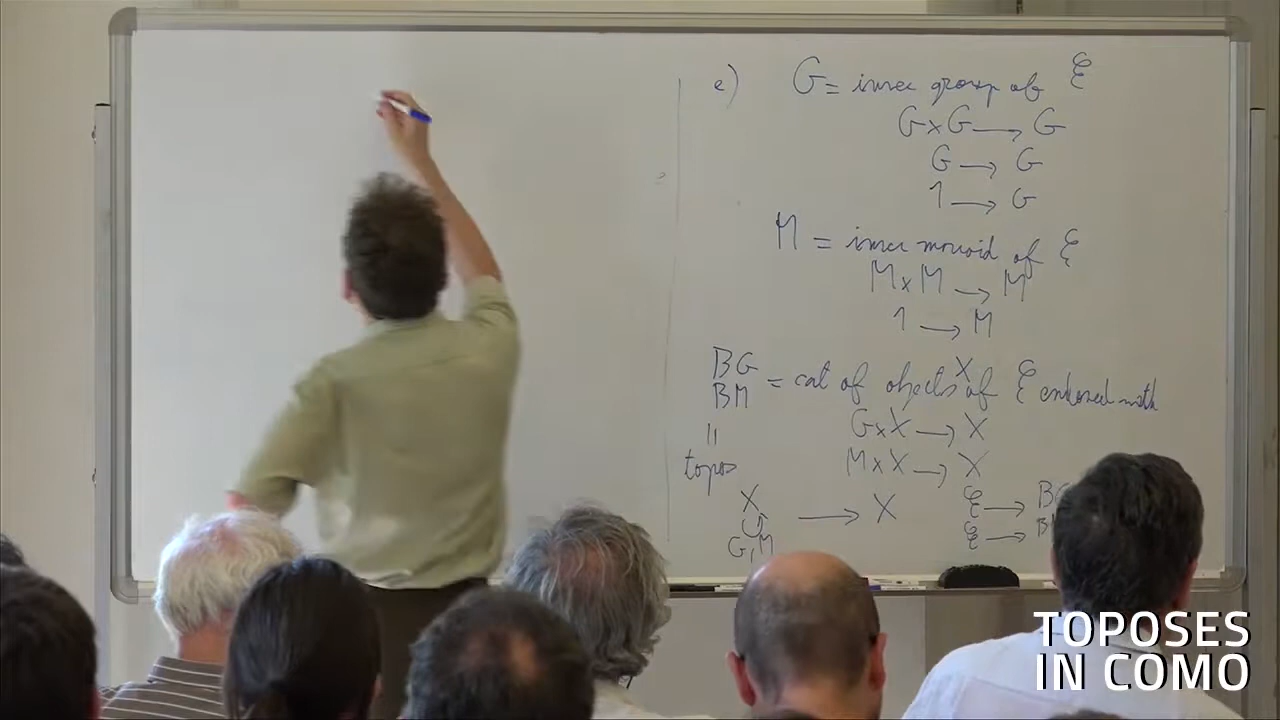 e) G = inner group of ℰ
G×G → G
G → G
1 → G
M = inner monoid of ℰ
M×M → M
1 → M
BG
BM = cat of objects X of ℰ endowed with
G×X → X
=
topos M×X → X
X → X ℰ → BG
G, M ℰ → B
TOPOSES
IN COMO